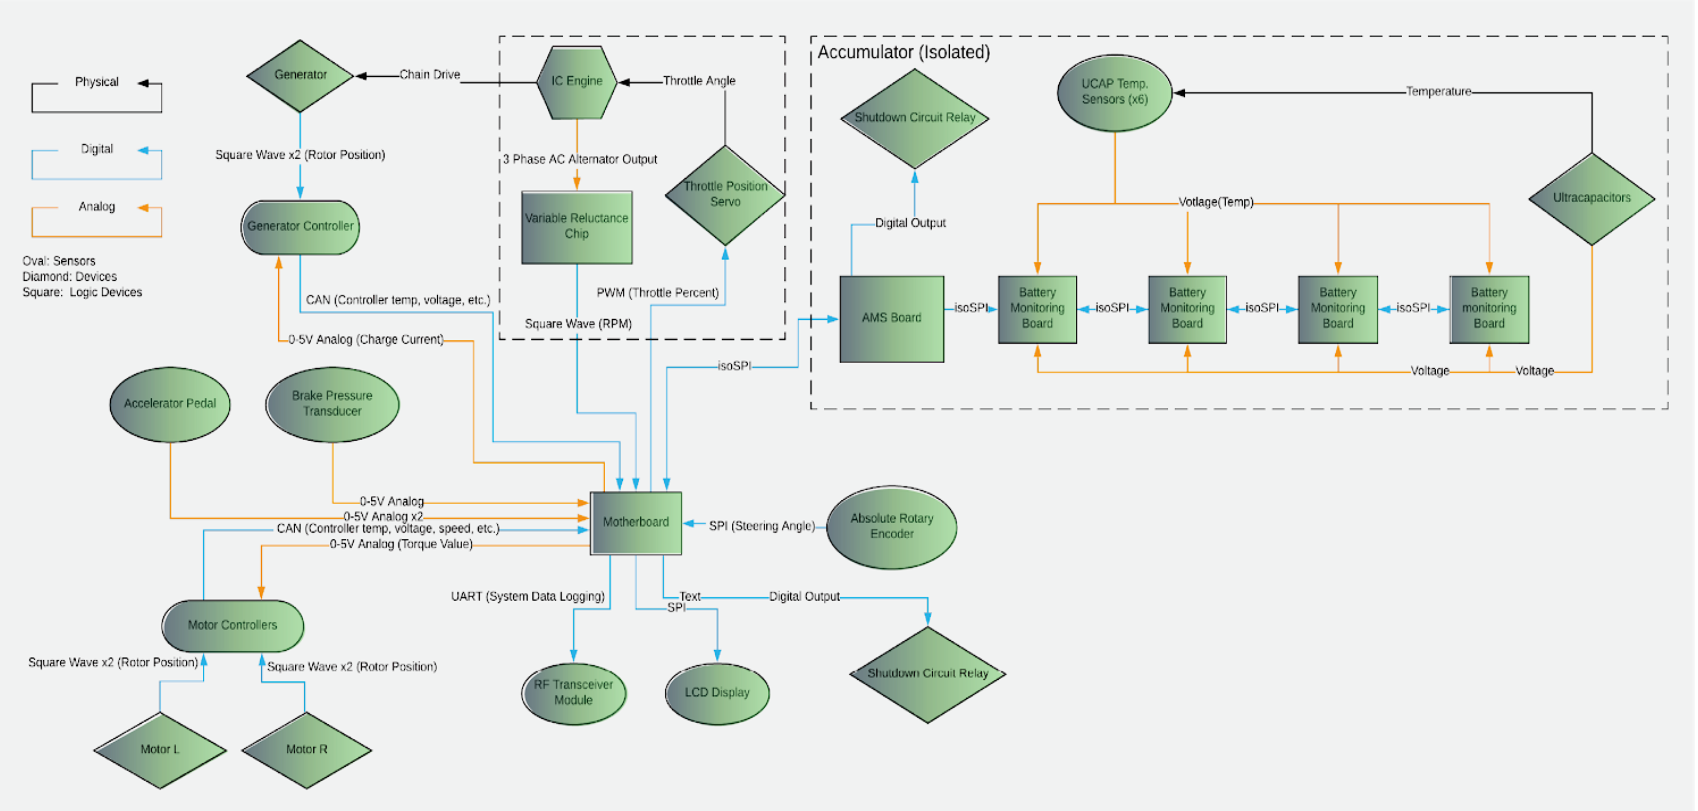 Physical
Digital
Analog
Oval: Sensors
Diamond: Devices
Square: Logic Devices
Generator
Chain Drive
IC Engine
Throttle Angle
Square Wave x2 (Rotor Position)
3 Phase AC Alternator Output
Throttle Position
Servo
Generator Controller
Variable Reluctance
Chip
CAN (Controller temp, voltage, etc.)
PWM (Throttle Percent)
Square Wave (RPM)
0-5V Analog (Charge Current)
Accumulator (Isolated)
Shutdown Circuit Relay
UCAP Temp.
Sensors (x6)
Temperature
Ultracapacitors
Votlage(Temp)
Digital Output
AMS Board
isoSPI
Battery
Monitoring
Board
isoSPI
Battery
Monitoring
Board
isoSPI
Battery
Monitoring
Board
isoSPI
Battery
monitoring
Board
Voltage
Voltage
isoSPI
Accelerator Pedal
Brake Pressure
Transducer
0-5V Analog
0-5V Analog x2
CAN (Controller temp, voltage, speed, etc.)
0-5V Analog (Torque Value)
Motherboard
SPI (Steering Angle)
Absolute Rotary
Encoder
UART (System Data Logging)
Text
SPI
Digital Output
Motor Controllers
Square Wave x2 (Rotor Position)
Square Wave x2 (Rotor Position)
Motor L
Motor R
RF Transceiver
Module
LCD Display
Shutdown Circuit Relay